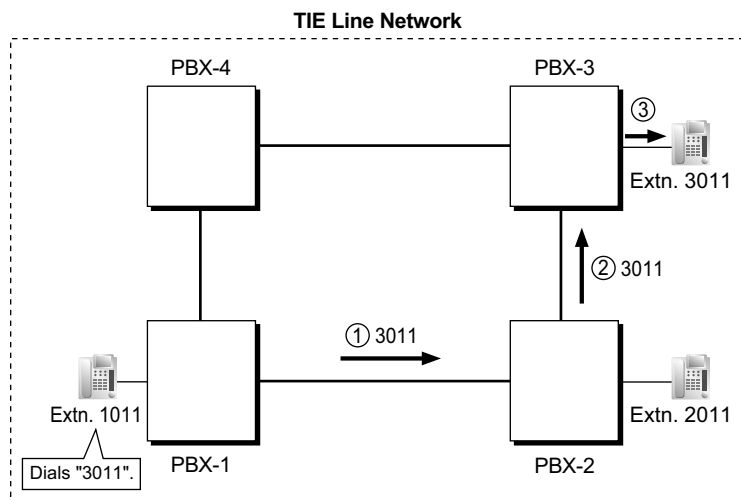 TIE Line Network
PBX-4
PBX-3
③
Extn. 3011
② 3011
① 3011
Extn. 1011
Extn. 2011
Dials "3011".
PBX-1
PBX-2